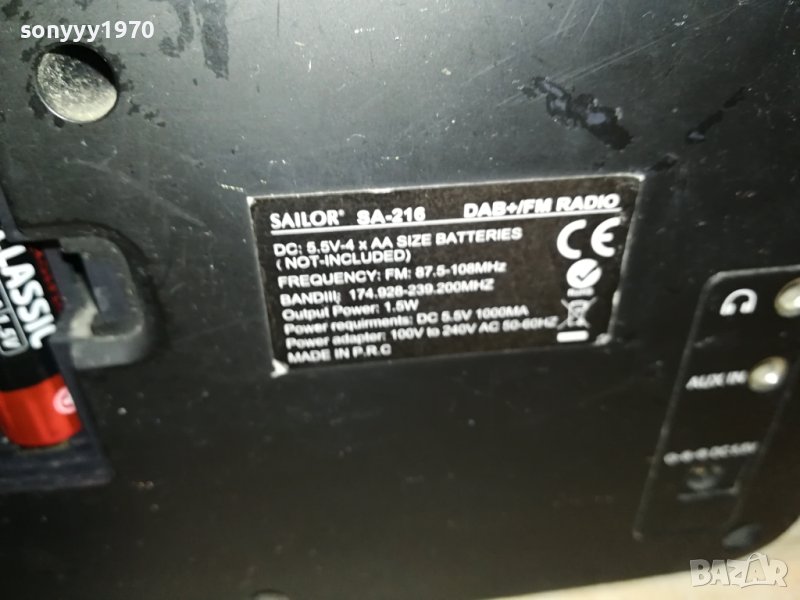 sonyyy1970
SAILOR® SA-216 DAB+/FM RADIO
DC: 5.5V-4 x AA SIZE BATTERIES
(NOT-INCLUDED)
FREQUENCY: FM: 87.5-108MHz
BANDIII; 174.928-239.200MHZ
Output Power: 1.5W
Power requirments: DC 5.5V 1000MA
Power adapter: 100V to 240V AC 50-60HZ
MADE IN P.R.C
CE
CLASSIC
AUX IN
BAZAR